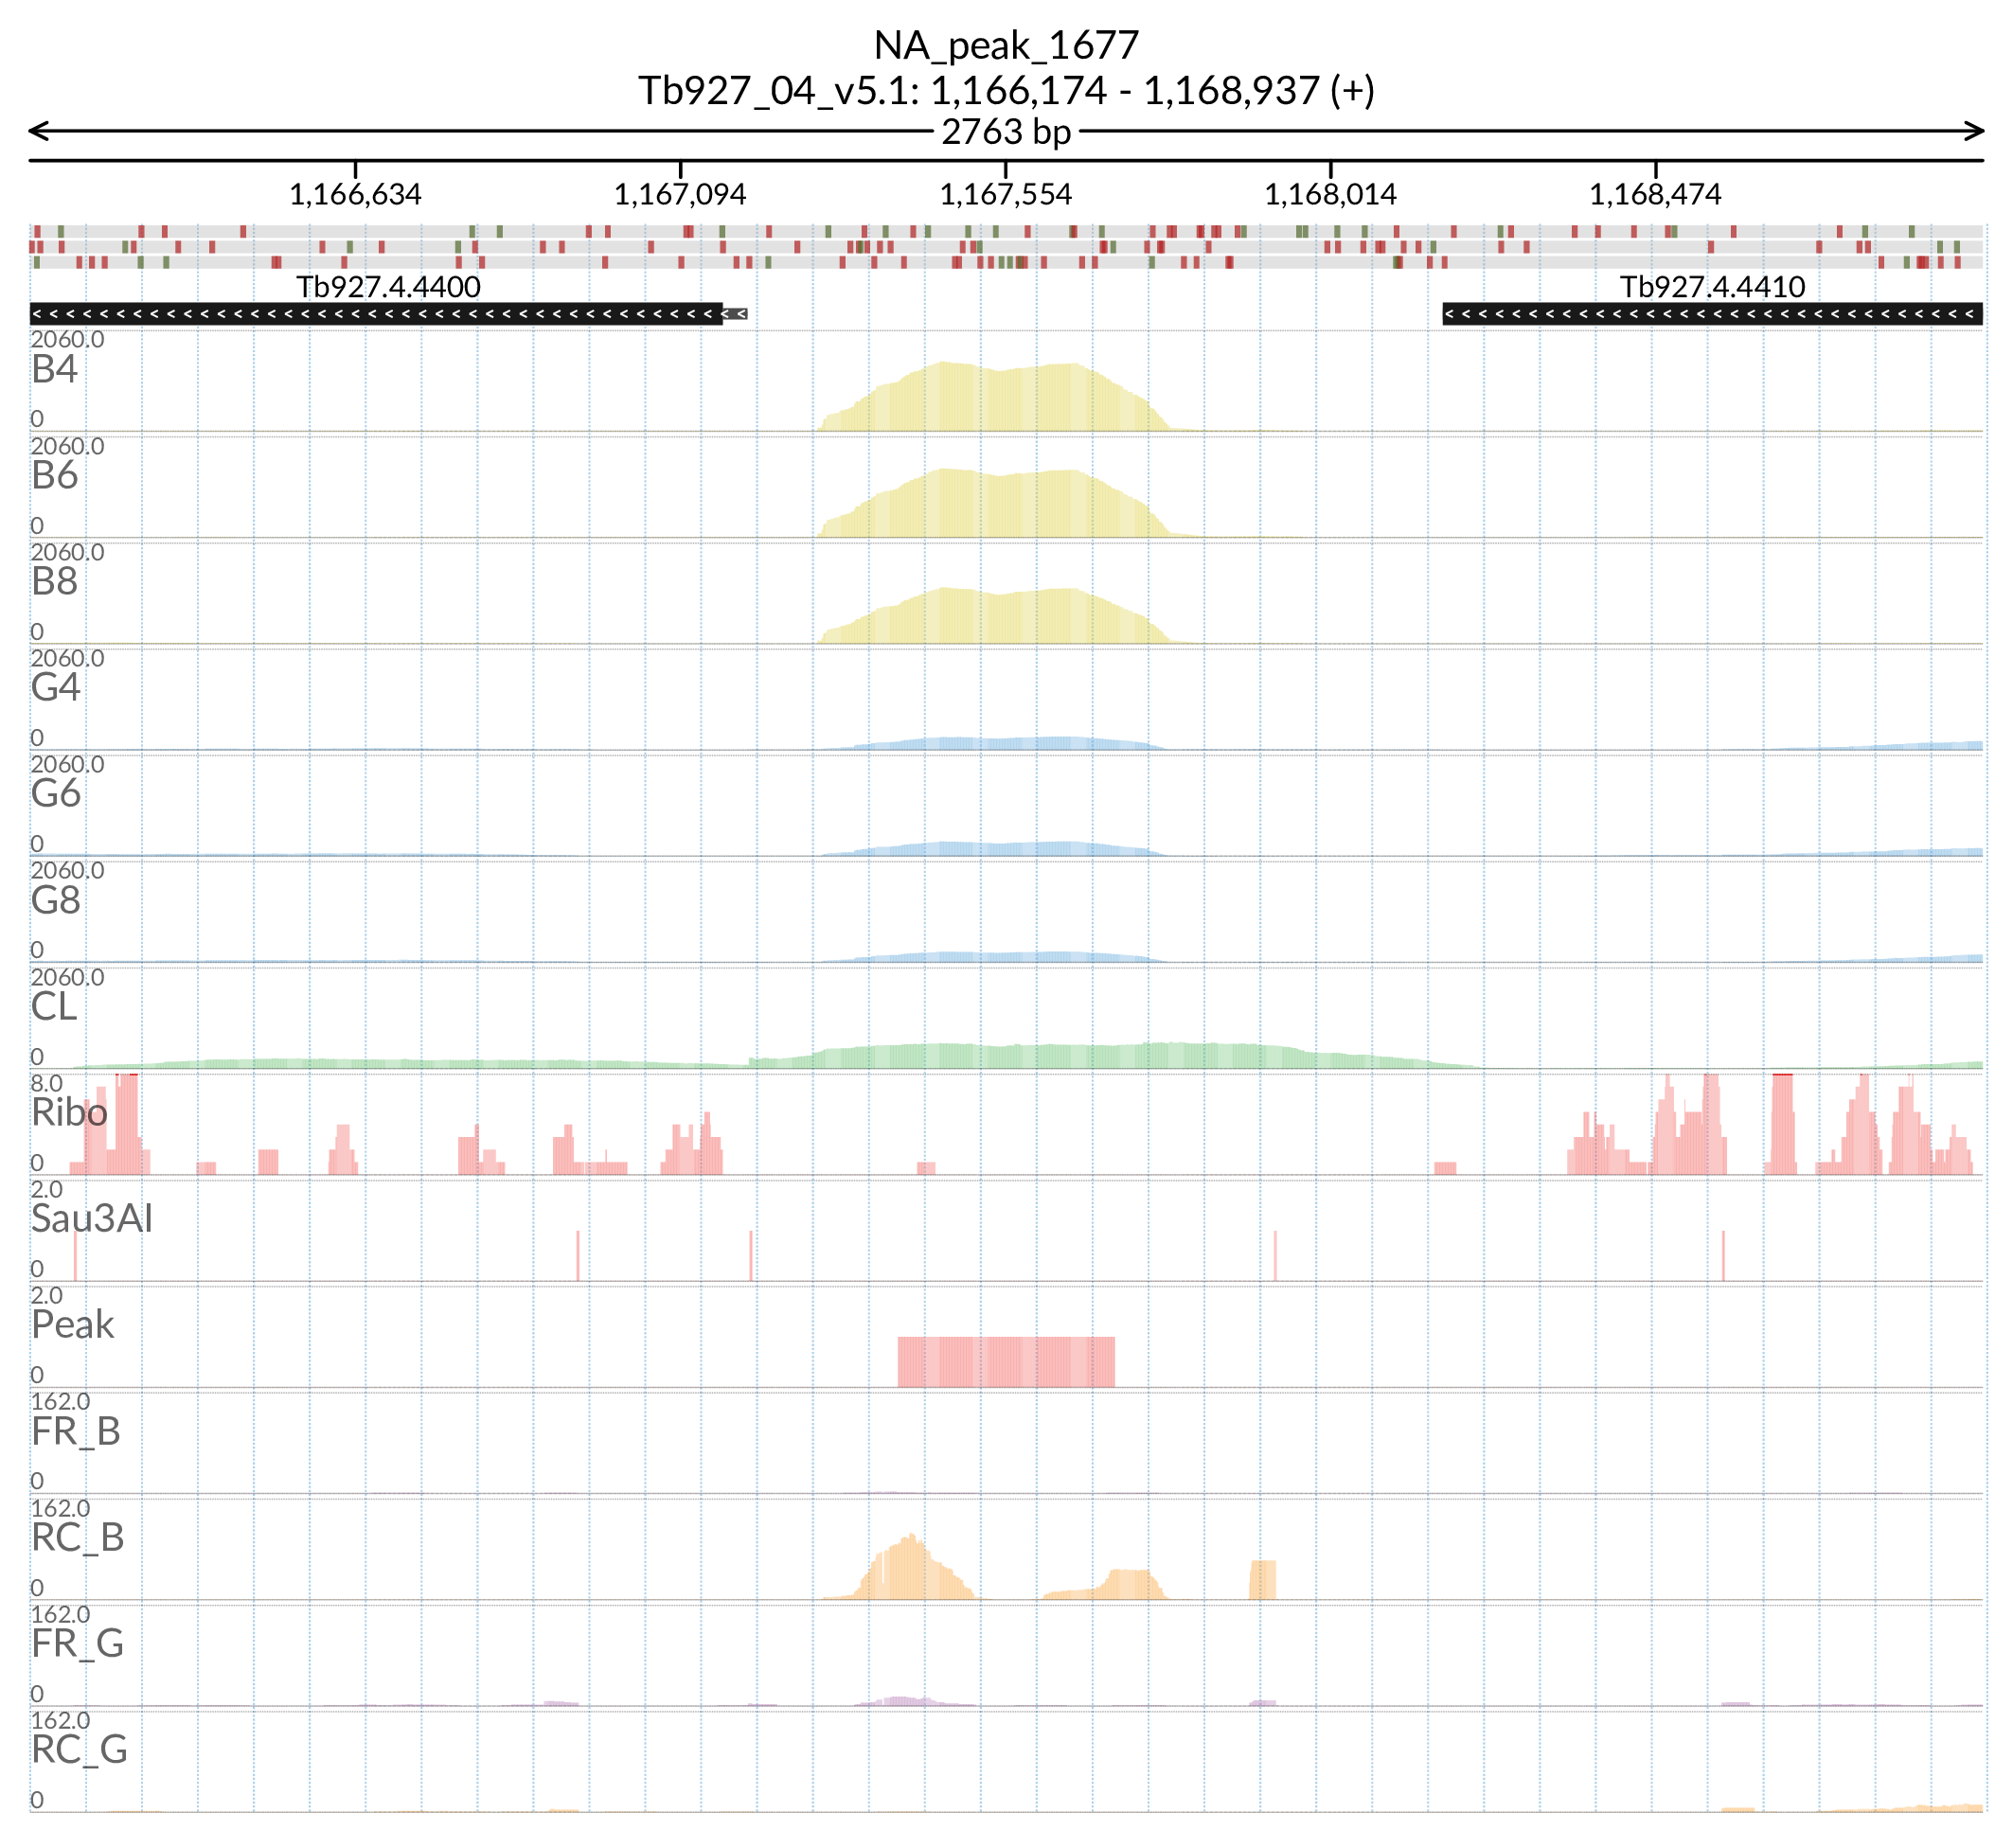 NA_peak_1677
Tb927_04_v5.1: 1,166,174 - 1,168,937 (+)
2763 bp
1,166,634 1,167,094 1,167,554 1,168,014 1,168,474
Tb927.4.4400 Tb927.4.4410
2060.0
B4
0
2060.0
B6
0
2060.0
B8
0
2060.0
G4
0
2060.0
G6
0
2060.0
G8
0
2060.0
CL
0
8.0
Ribo
0
2.0
Sau3AI
0
2.0
Peak
0
162.0
FR_B
0
162.0
RC_B
0
162.0
FR_G
0
162.0
RC_G
0